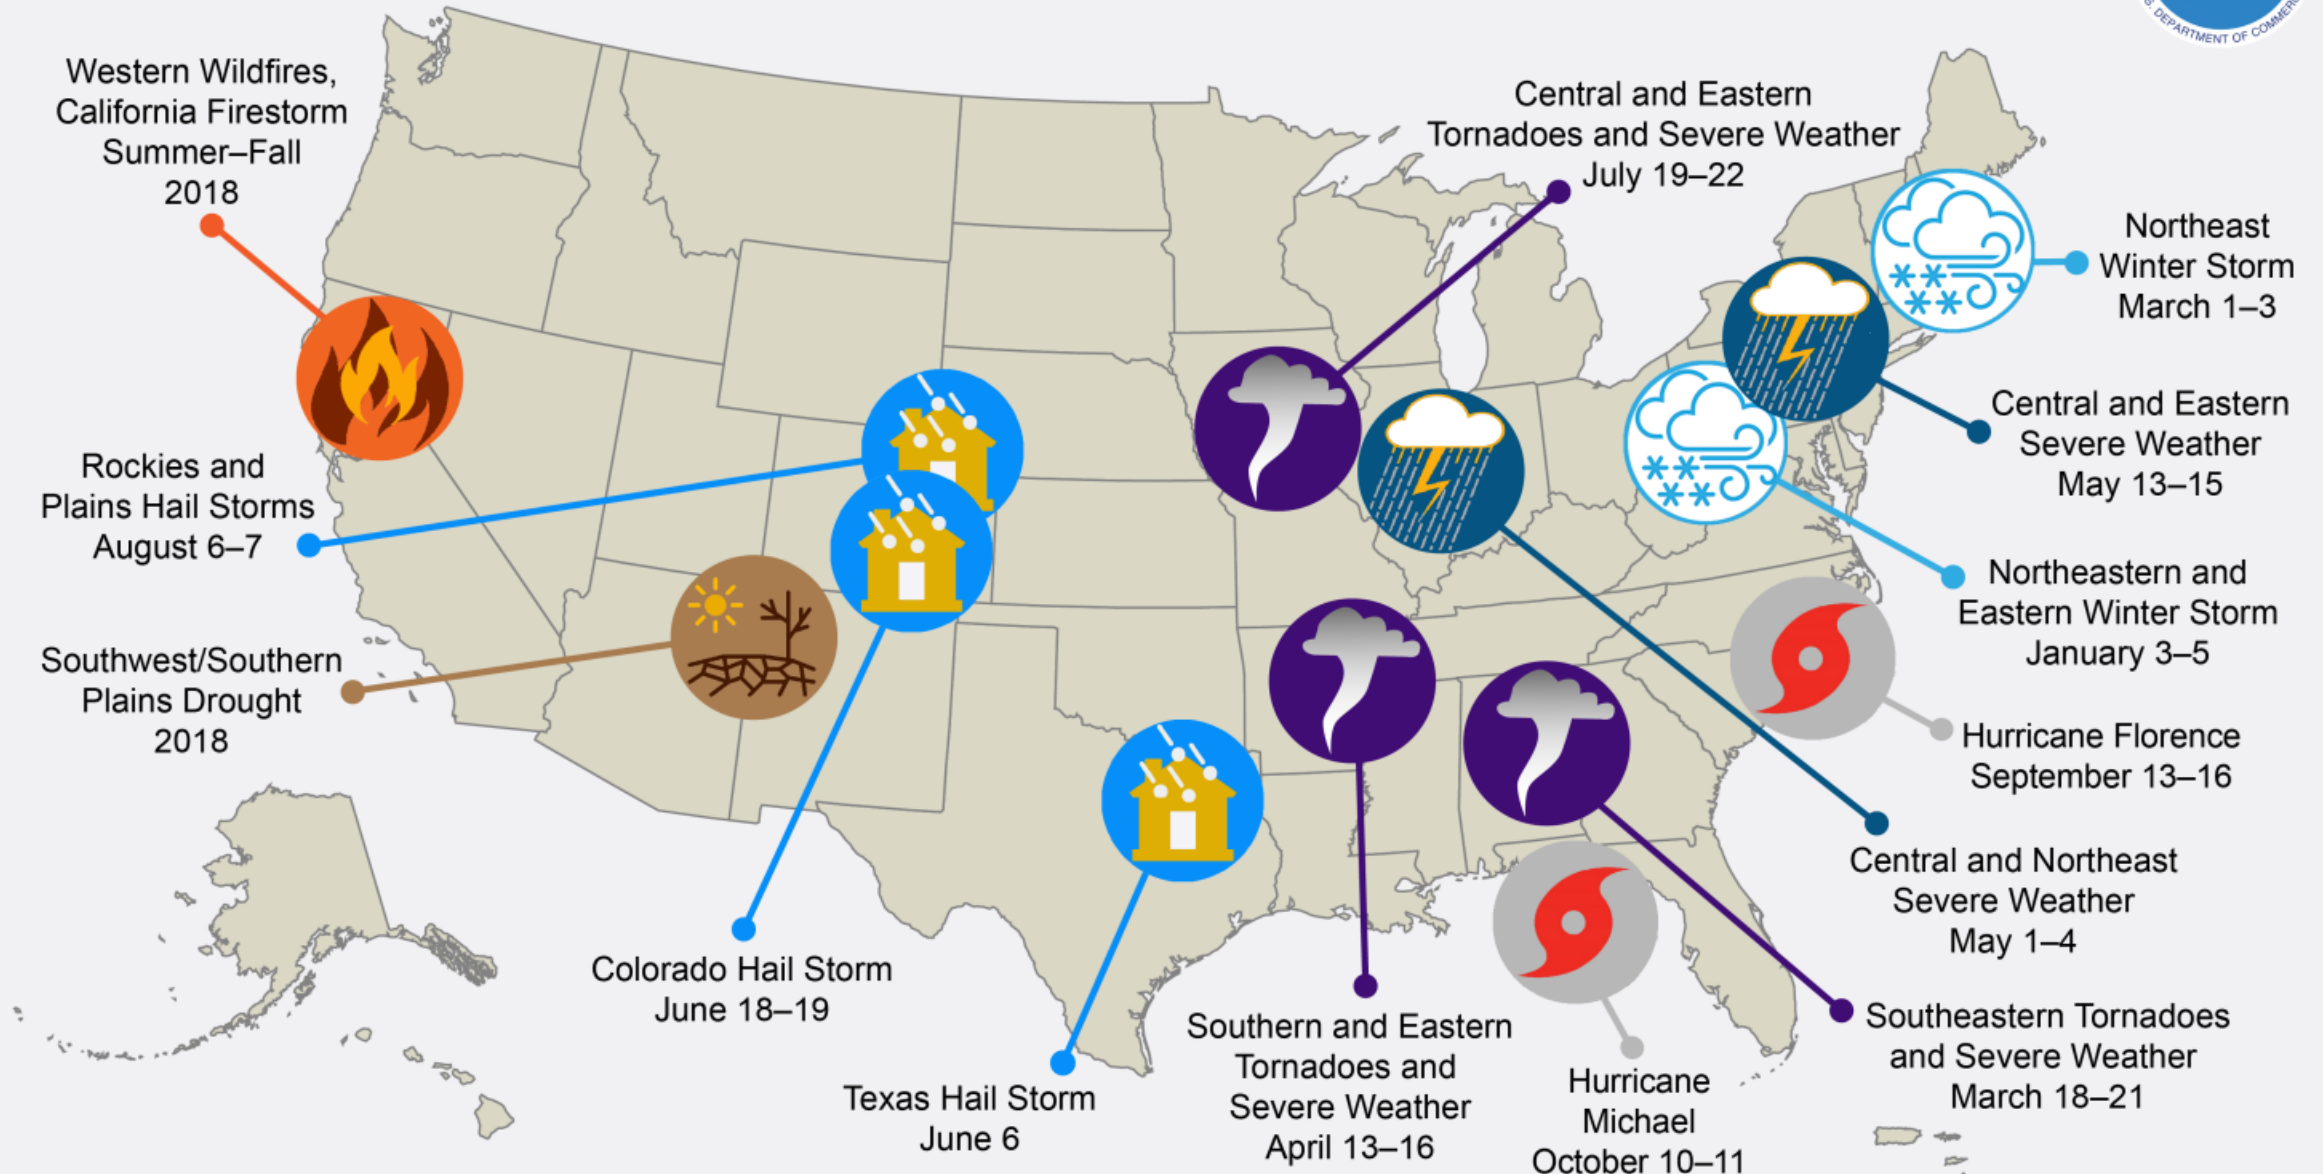 S. DEPARTMENT OF COMMERC
Western Wildfires,
California Firestorm
Summer–Fall
2018
Central and Eastern
Tornadoes and Severe Weather
July 19–22
Northeast
Winter Storm
March 1–3
Central and Eastern
Severe Weather
May 13–15
Rockies and
Plains Hail Storms
August 6–7
Northeastern and
Eastern Winter Storm
January 3–5
Southwest/Southern
Plains Drought
2018
Hurricane Florence
September 13–16
Central and Northeast
Severe Weather
May 1–4
Colorado Hail Storm
June 18–19
Southeastern Tornadoes
and Severe Weather
March 18–21
Texas Hail Storm
June 6
Southern and Eastern
Tornadoes and
Severe Weather
April 13–16
Hurricane
Michael
October 10–11